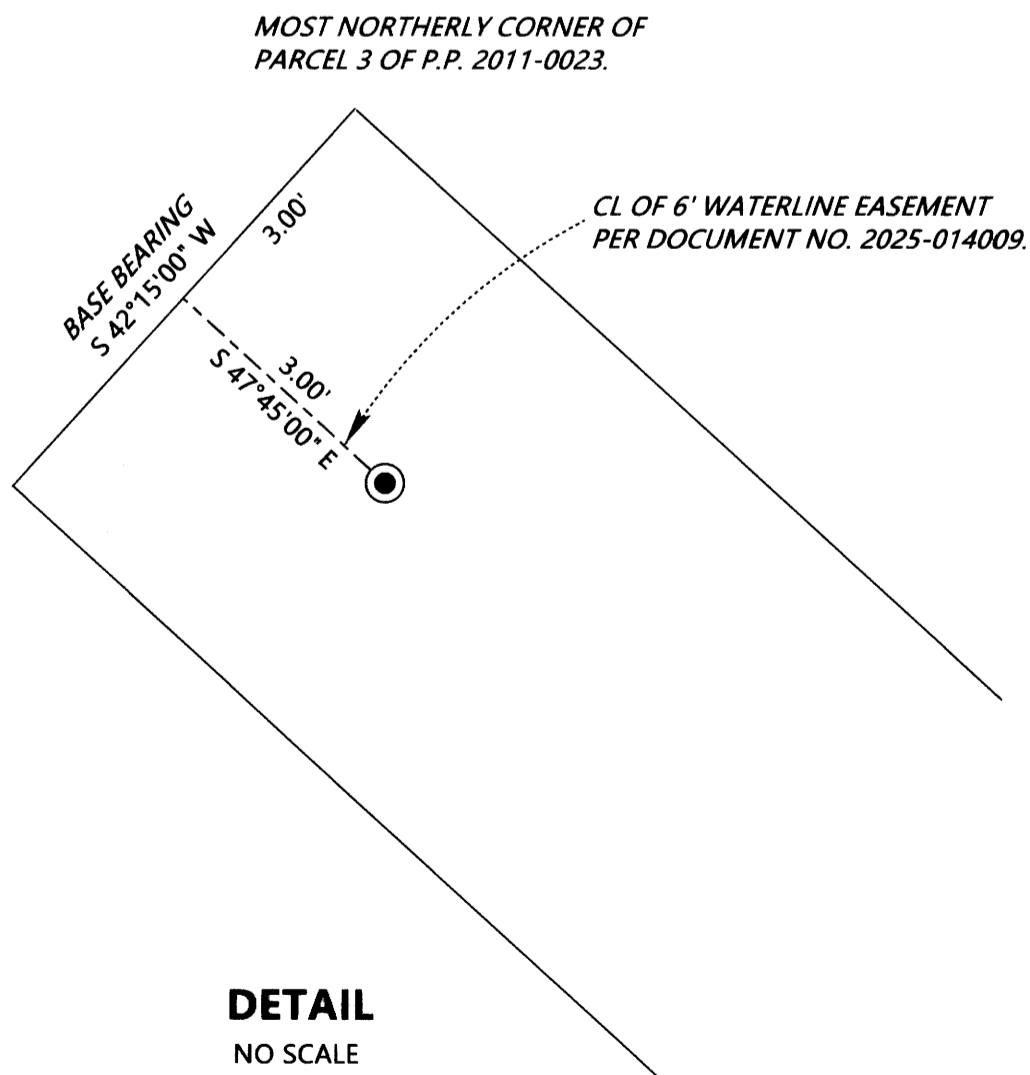 MOST NORTHERLY CORNER OF
PARCEL 3 OF P.P. 2011-0023.
BASE BEARING
S 42°15'00" W
3.00'
CL OF 6' WATERLINE EASEMENT
PER DOCUMENT NO. 2025-014009.
3.00'
S 47°45'00" E
DETAIL
NO SCALE